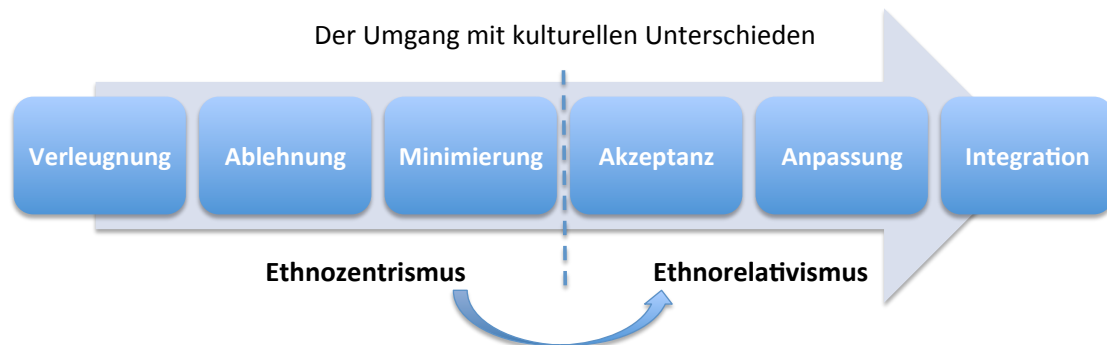 Der Umgang mit kulturellen Unterschieden
Verleugnung
Ablehnung
Minimierung
Akzeptanz
Anpassung
Integration
Ethnozentrismus
Ethnorelativismus